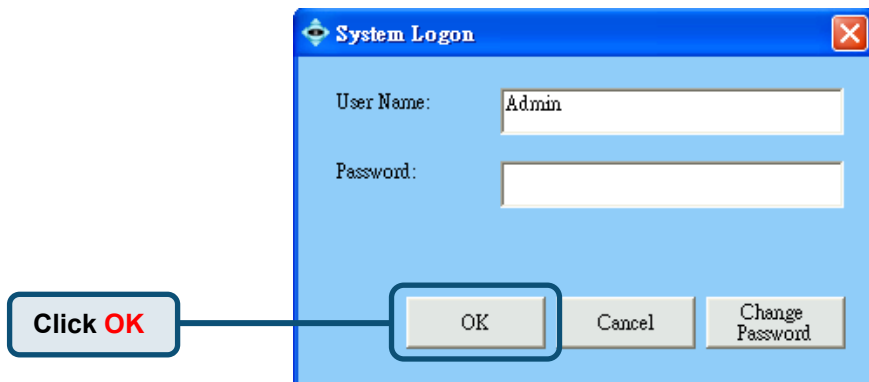 System Logon
User Name:
Admin
Password:
Click OK
OK
Cancel
Change
Password